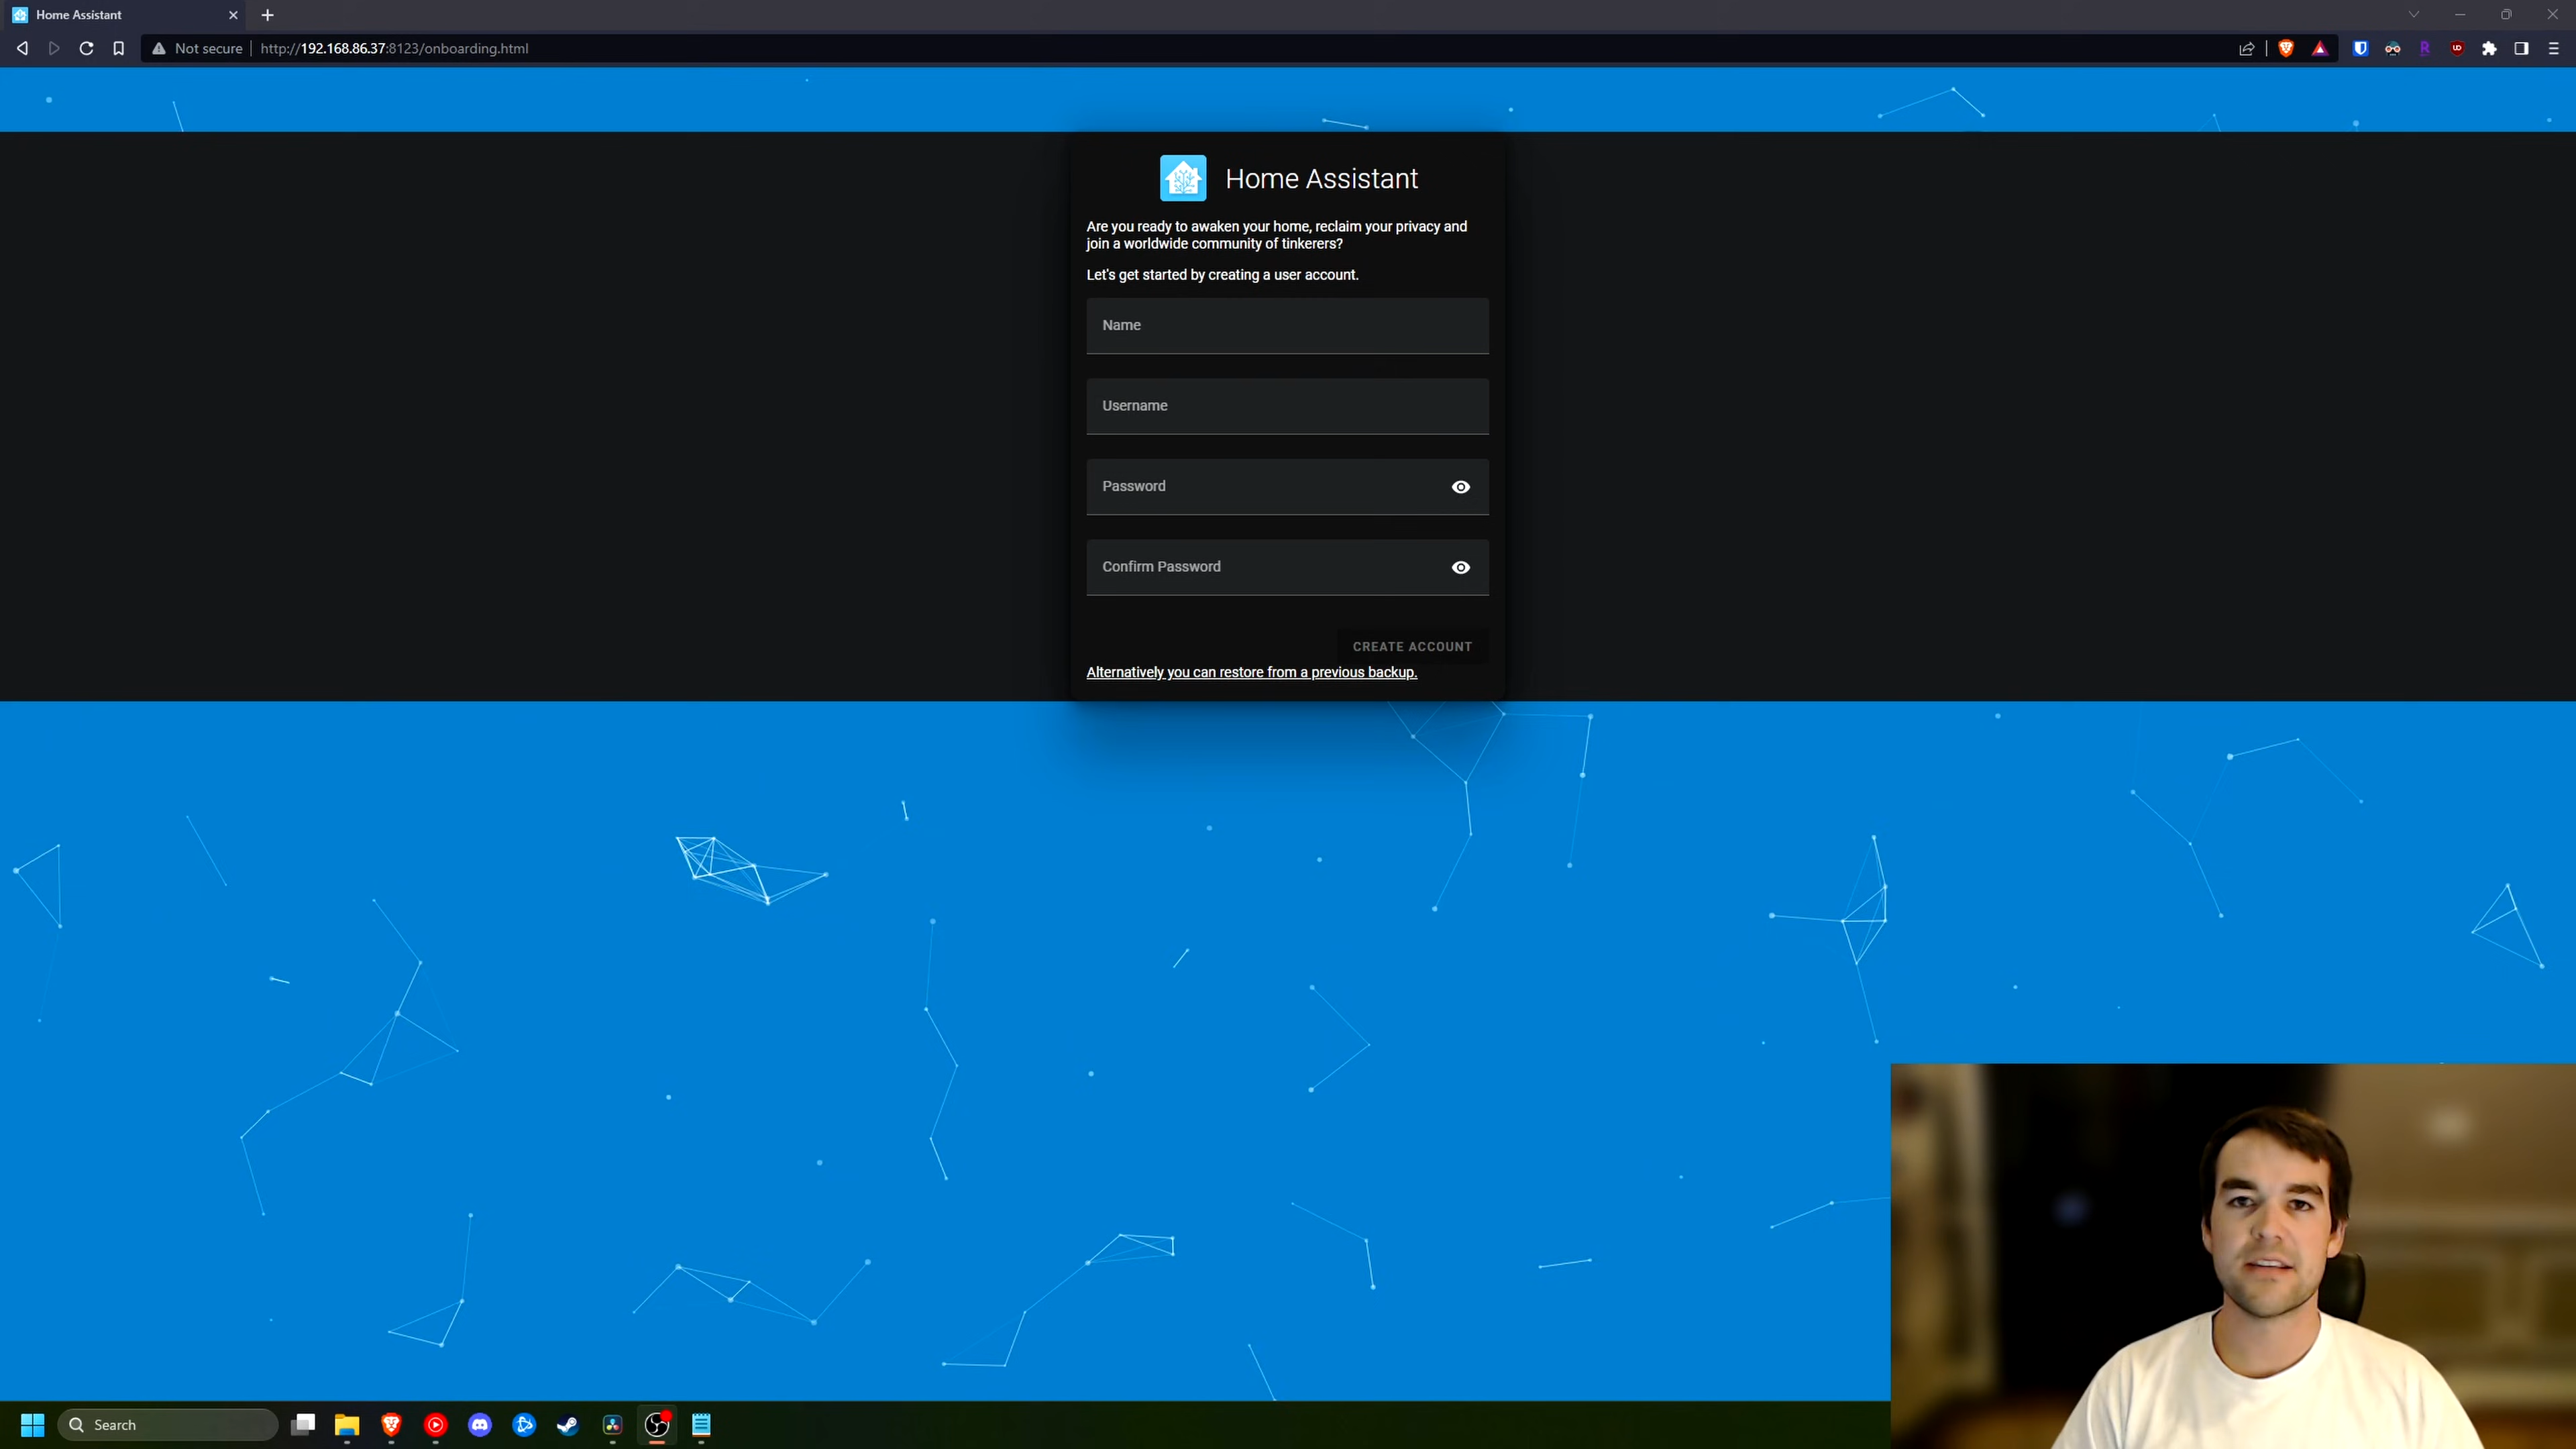 Home Assistant
Not secure
http://192.168.86.37:8123/onboarding.html
Home Assistant
Are you ready to awaken your home, reclaim your privacy and
join a worldwide community of tinkerers?
Let's get started by creating a user account.
Name
Username
Password
Confirm Password
CREATE ACCOUNT
Alternatively you can restore from a previous backup.
Search